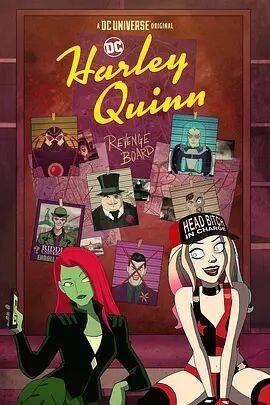 A DC UNIVERSE ORIGINAL
DC
Harley
Quinn
REVENGE
BOARD
HEAD BITCH
IN CHARGE